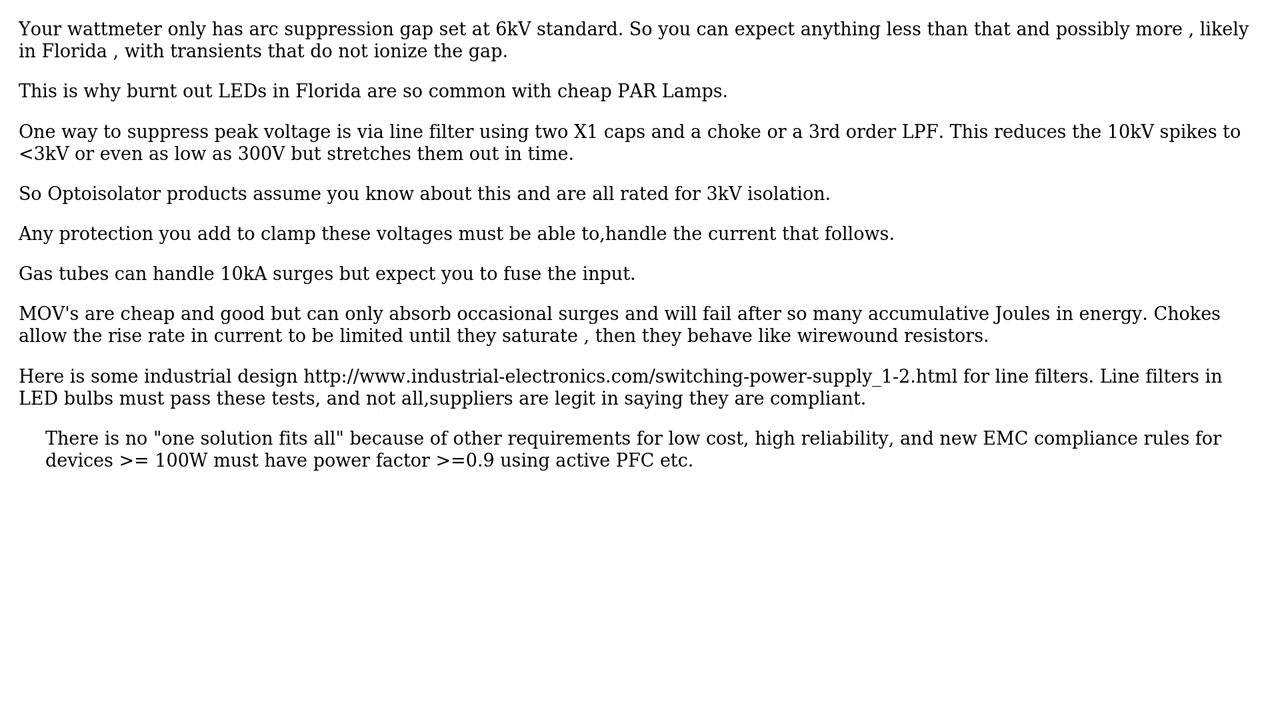 Your wattmeter only has arc suppression gap set at 6kV standard. So you can expect anything less than that and possibly more , likely
in Florida , with transients that do not ionize the gap.
This is why burnt out LEDs in Florida are so common with cheap PAR Lamps.
One way to suppress peak voltage is via line filter using two X1 caps and a choke or a 3rd order LPF. This reduces the 10kV spikes to
<3kV or even as low as 300V but stretches them out in time.
So Optoisolator products assume you know about this and are all rated for 3kV isolation.
Any protection you add to clamp these voltages must be able to,handle the current that follows.
Gas tubes can handle 10kA surges but expect you to fuse the input.
MOV's are cheap and good but can only absorb occasional surges and will fail after so many accumulative Joules in energy. Chokes
allow the rise rate in current to be limited until they saturate , then they behave like wirewound resistors.
Here is some industrial design http://www.industrial-electronics.com/switching-power-supply_1-2.html for line filters. Line filters in
LED bulbs must pass these tests, and not all,suppliers are legit in saying they are compliant.
There is no "one solution fits all" because of other requirements for low cost, high reliability, and new EMC compliance rules for
devices >= 100W must have power factor >=0.9 using active PFC etc.